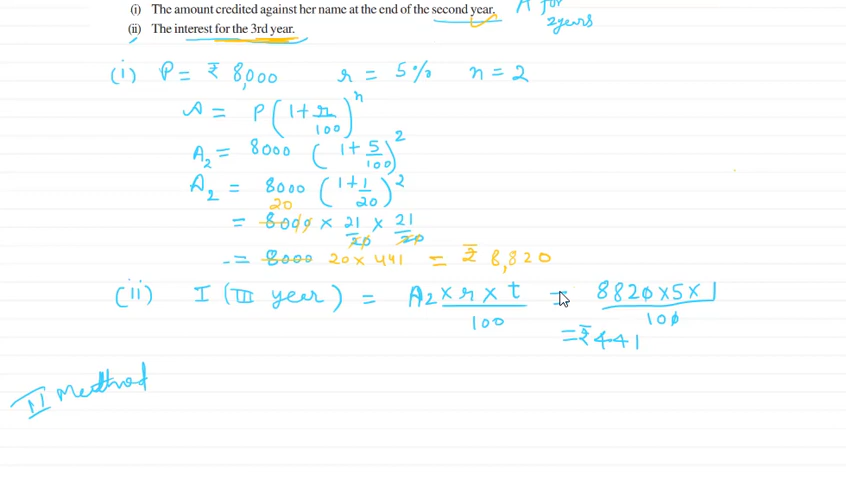 (i) The amount credited against her name at the end of the second year.
A for
2years
(ii) The interest for the 3rd year.
(i) P = ₹ 8,000 r = 5% n = 2
A = P (1 + r/100)^n
A₂ = 8000 (1 + 5/100)^2
A₂ = 8000 (1 + 1/20)^2
20
= 8000 × 21/20 × 21/20
= 8000 20 × 441 = ₹ 8,820
(ii) I (III year) = A₂ × r × t / 100 = 8820 × 5 × 1 / 100
= ₹ 441
II Method